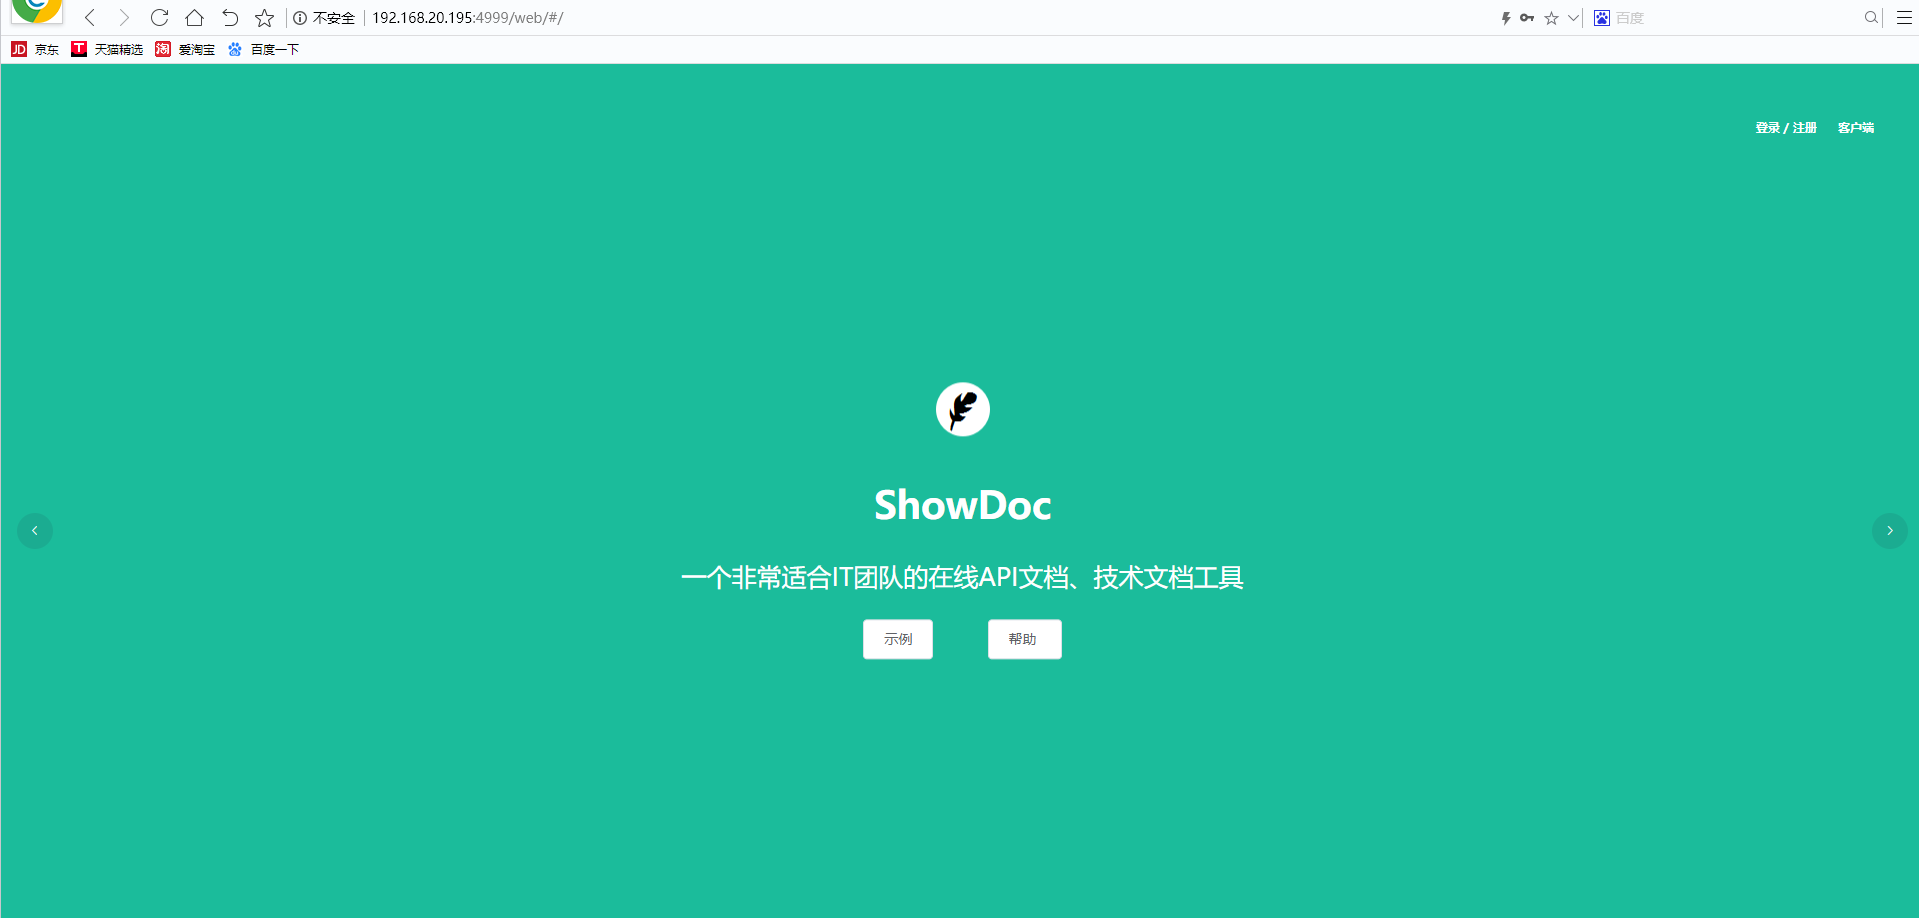 不安全 192.168.20.195:4999/web/#/ 百度
JD 京东 T 天猫精选 淘 爱淘宝 百度一下
登录 / 注册 客户端
ShowDoc
一个非常适合IT团队的在线API文档、技术文档工具
示例 帮助